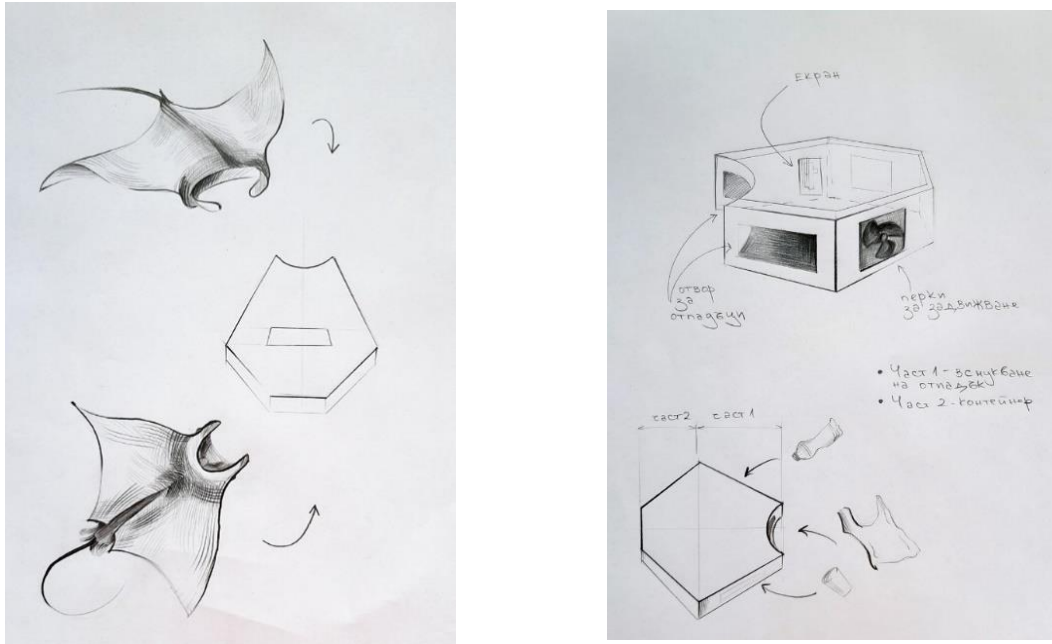 екран
отвор
за
отпадъци
перки
за задвижване
• Част 1 - всмукване
на отпадък
• Част 2 - контейнер
част2 част1